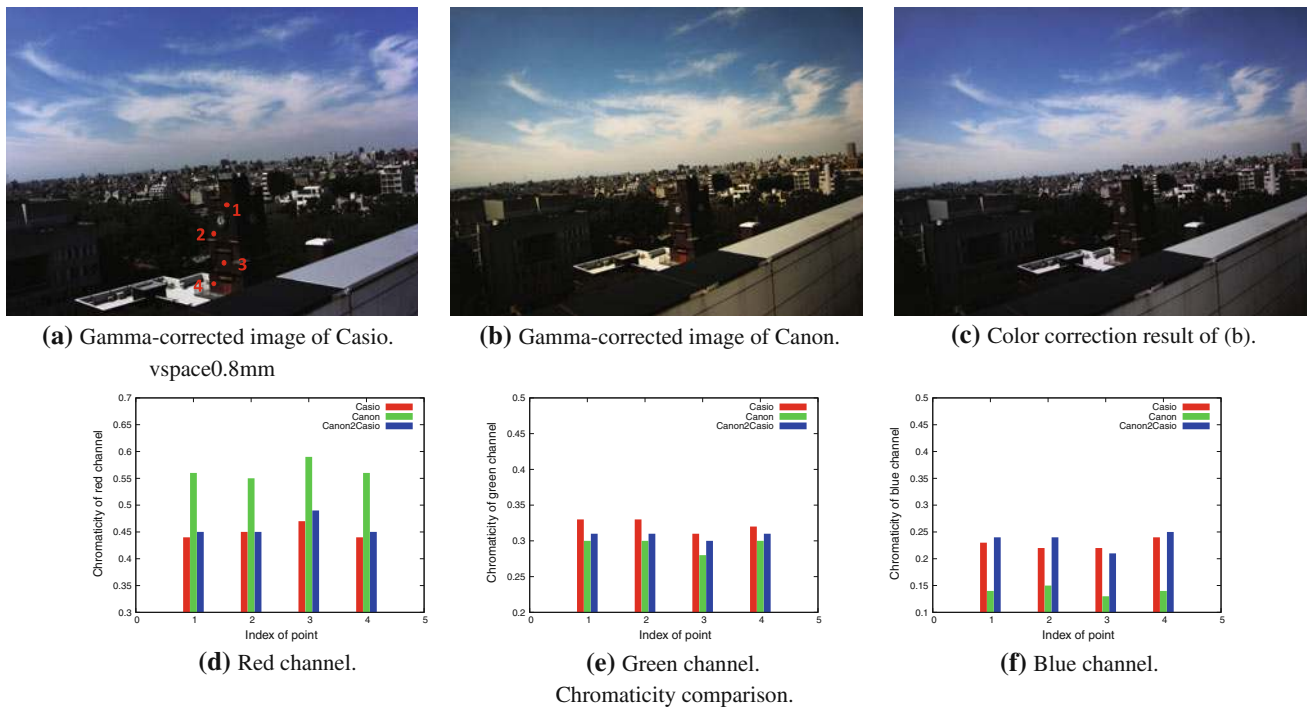 1
2
3
4
(a) Gamma-corrected image of Casio.
vspace0.8mm
(b) Gamma-corrected image of Canon.
(c) Color correction result of (b).
Chromaticity of red channel
0.7
0.65
0.6
0.55
0.5
0.45
0.4
0.35
0.3
Casio
Canon
Canon2Casio
0 1 2 3 4 5
Index of point
(d) Red channel.
Chromaticity of green channel
0.5
0.45
0.4
0.35
0.3
0.25
0.2
Casio
Canon
Canon2Casio
0 1 2 3 4 5
Index of point
(e) Green channel.
Chromaticity of blue channel
0.5
0.45
0.4
0.35
0.3
0.25
0.2
0.15
0.1
Casio
Canon
Canon2Casio
0 1 2 3 4 5
Index of point
(f) Blue channel.
Chromaticity comparison.